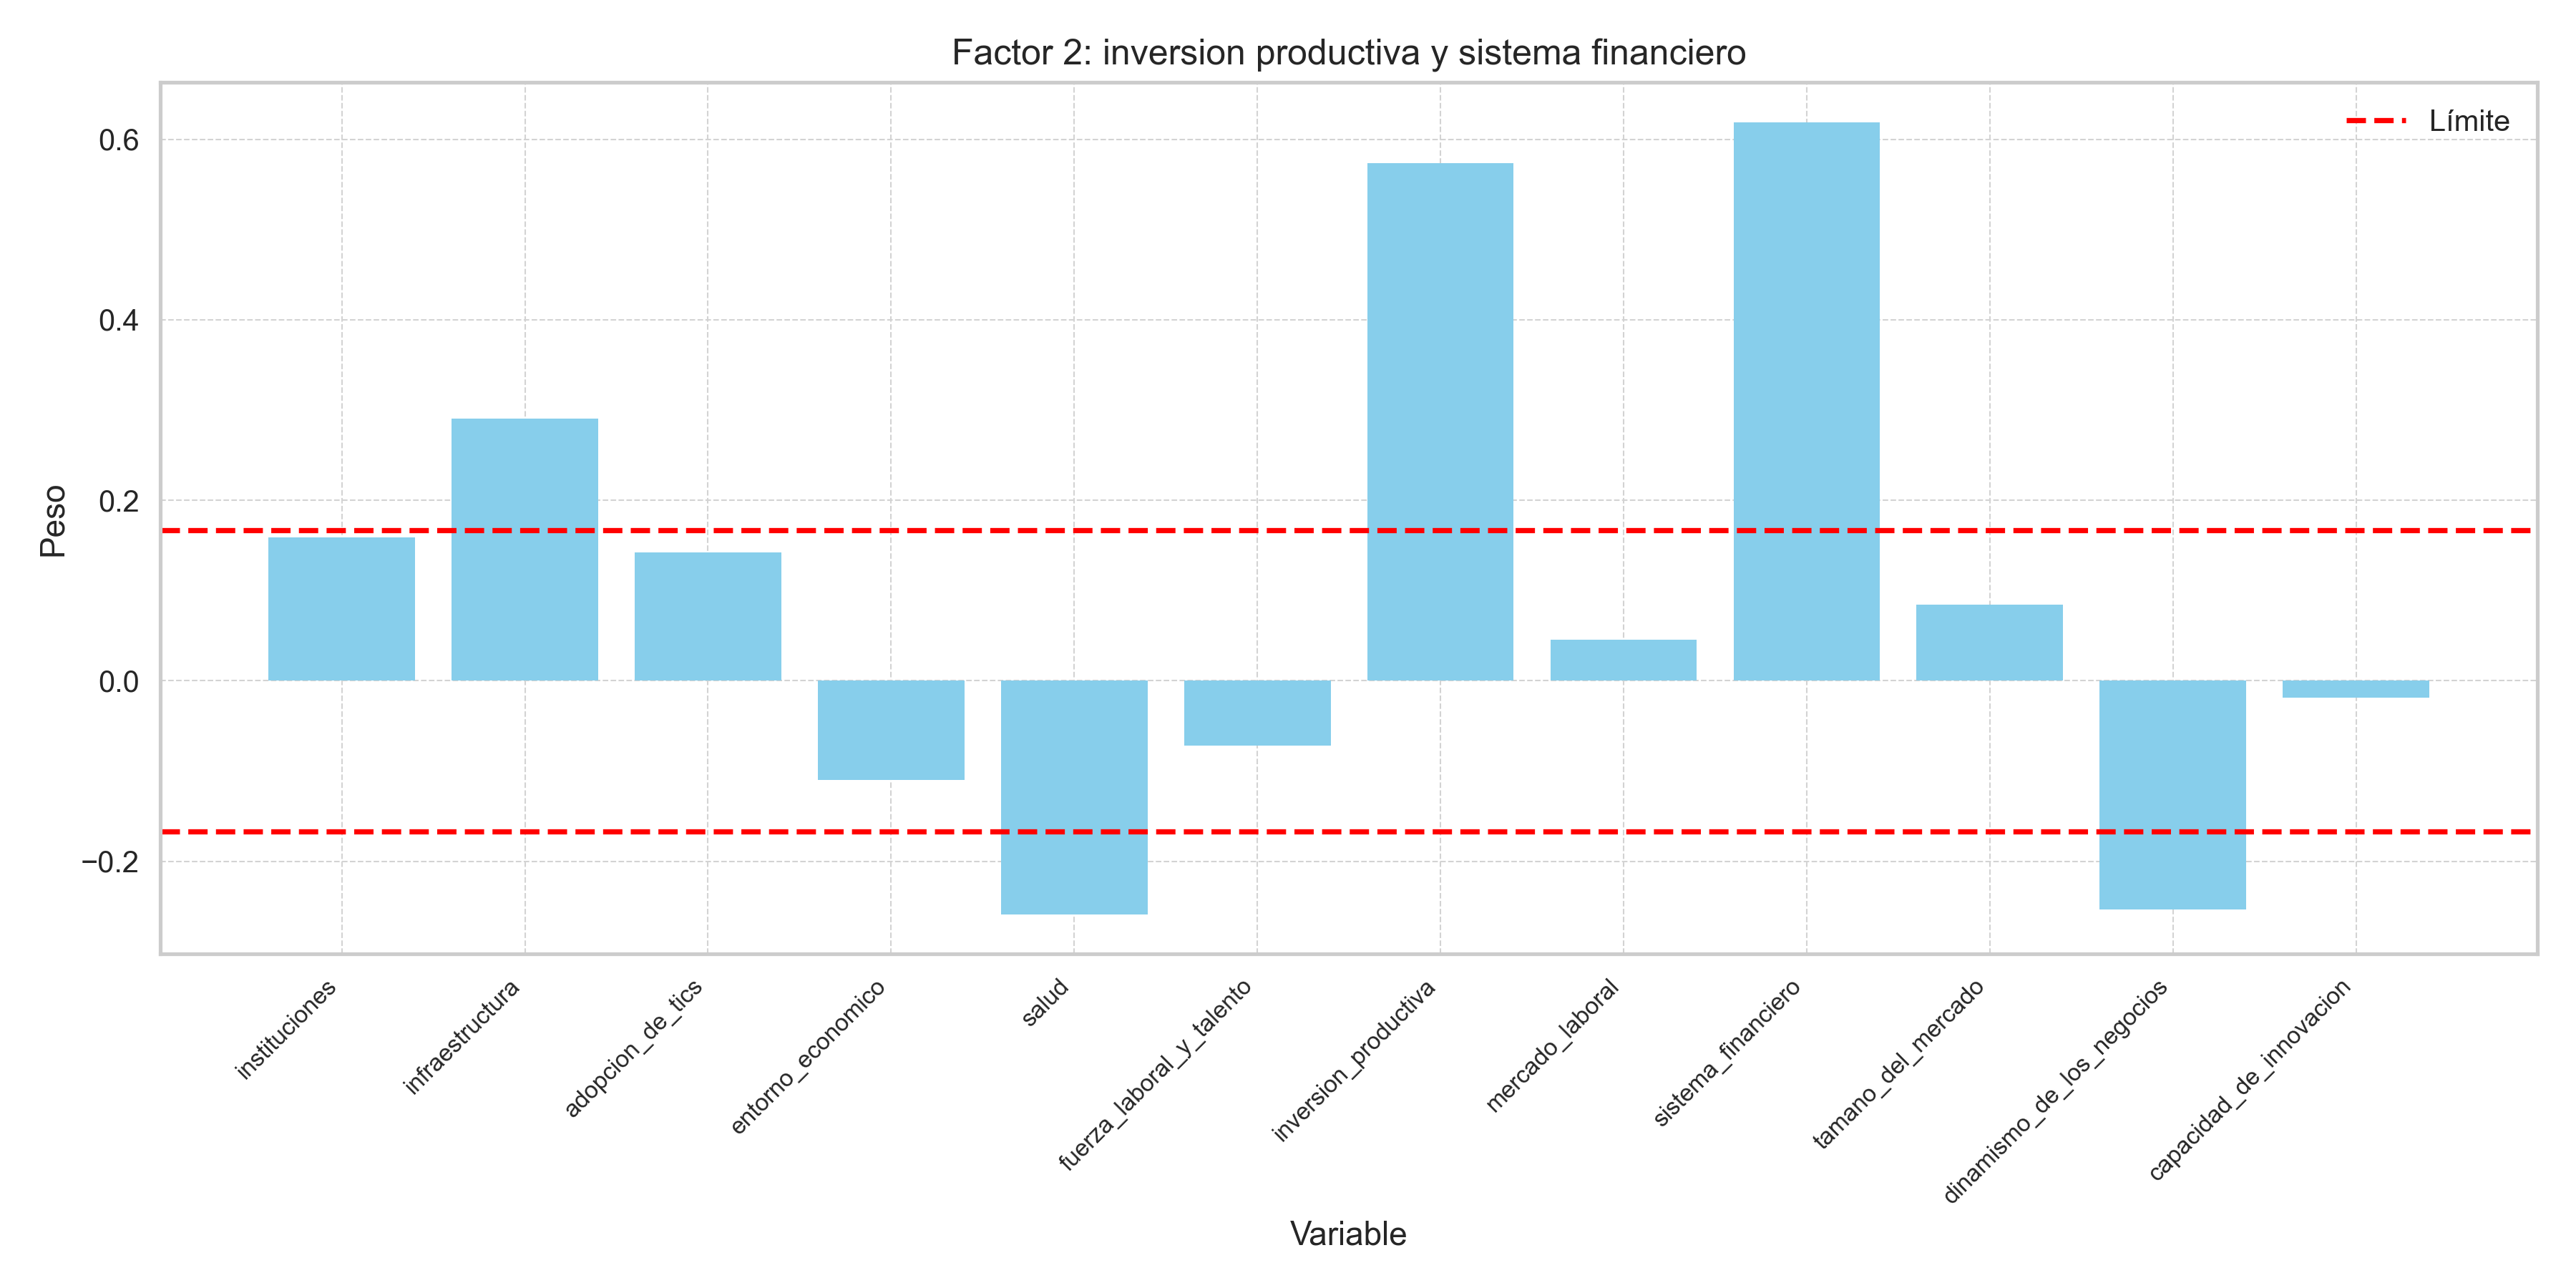 Factor 2: inversion productiva y sistema financiero
Límite
0.6
0.4
0.2
0.0
−0.2
Peso
instituciones
infraestructura
adopcion_de_tics
entorno_economico
salud
fuerza_laboral_y_talento
inversion_productiva
mercado_laboral
sistema_financiero
tamano_del_mercado
dinamismo_de_los_negocios
capacidad_de_innovacion
Variable